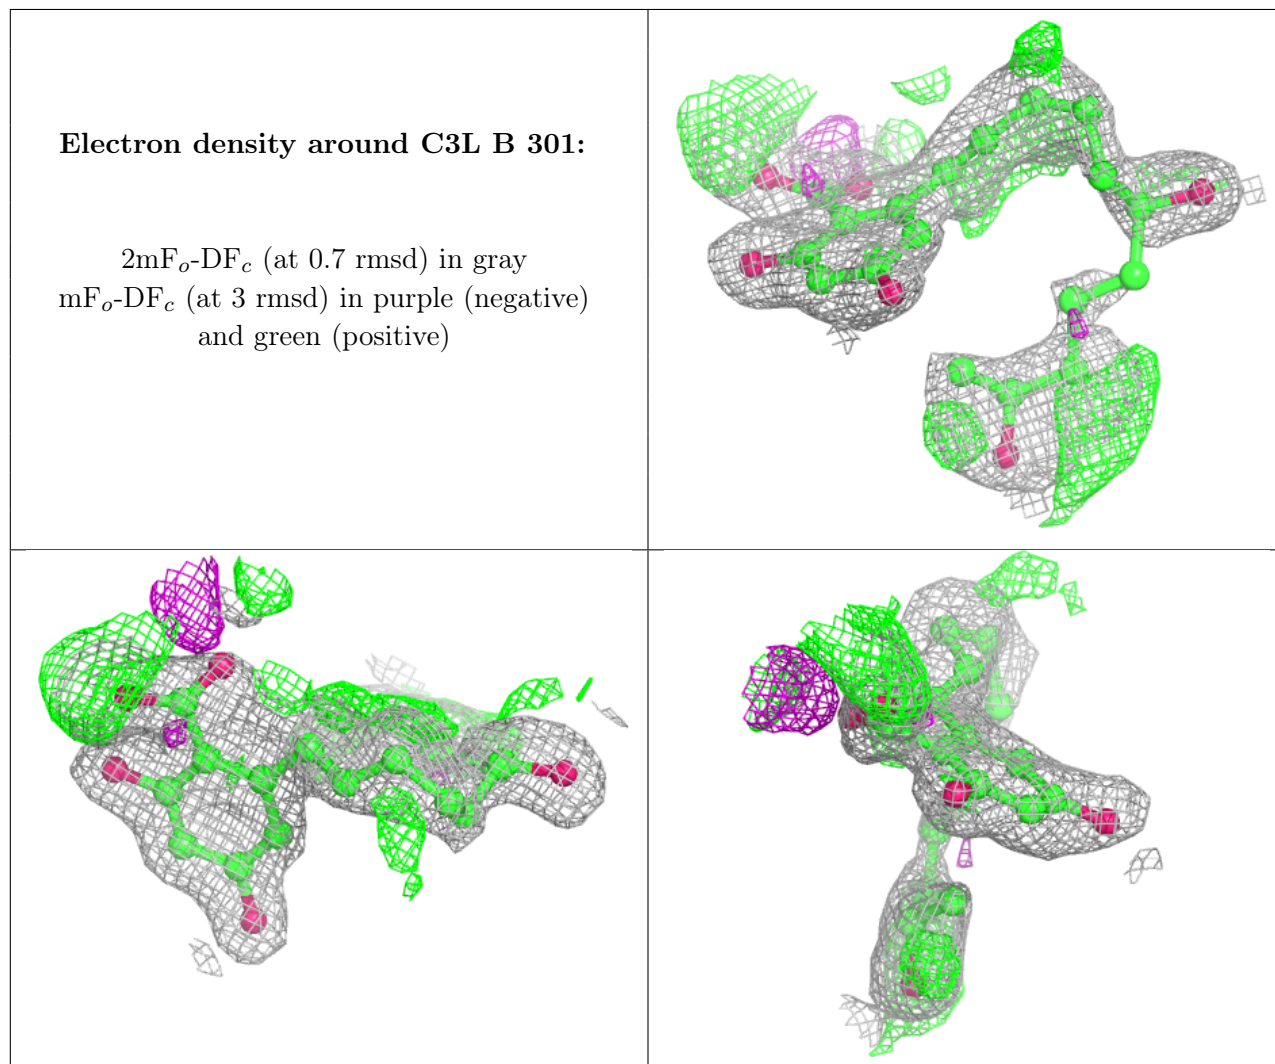 Electron density around C3L B 301:
2mFₒ-DF𝒸 (at 0.7 rmsd) in gray
mFₒ-DF𝒸 (at 3 rmsd) in purple (negative)
and green (positive)